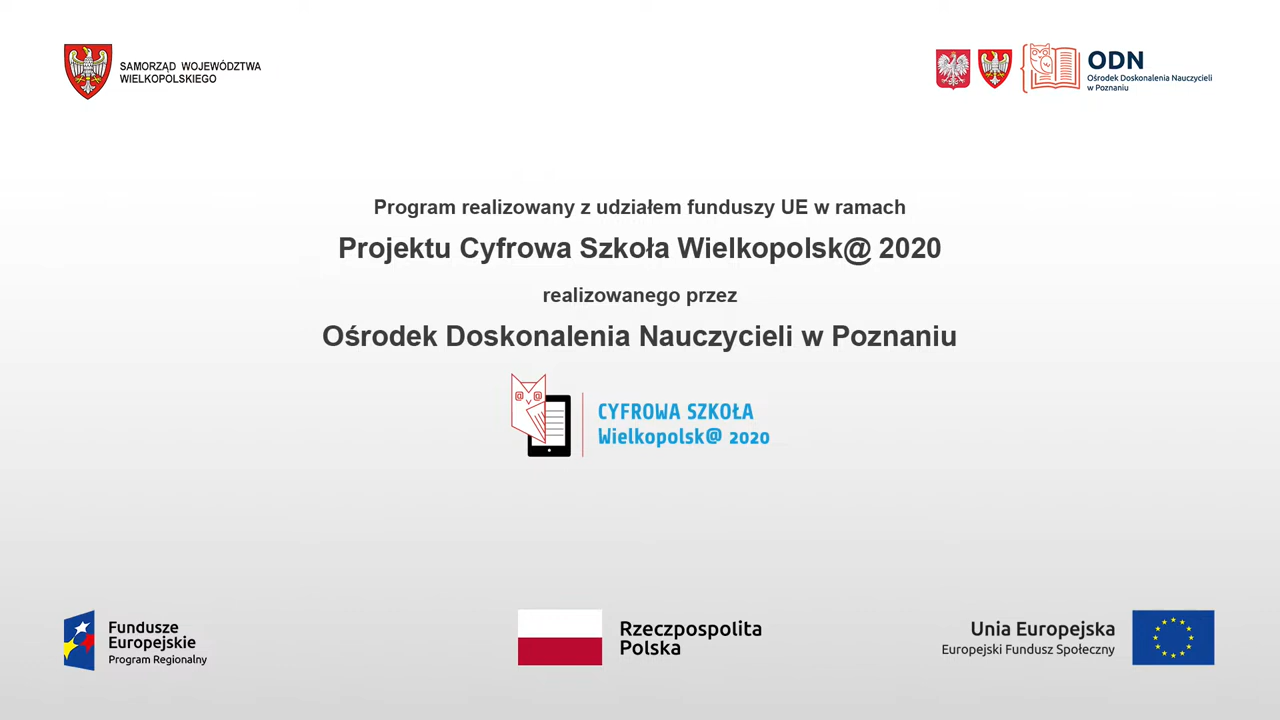 SAMORZĄD WOJEWÓDZTWA
WIELKOPOLSKIEGO
ODN
Ośrodek Doskonalenia Nauczycieli
w Poznaniu
Program realizowany z udziałem funduszy UE w ramach
Projektu Cyfrowa Szkoła Wielkopolsk@ 2020
realizowanego przez
Ośrodek Doskonalenia Nauczycieli w Poznaniu
CYFROWA SZKOŁA
Wielkopolsk@ 2020
Fundusze
Europejskie
Program Regionalny
Rzeczpospolita
Polska
Unia Europejska
Europejski Fundusz Społeczny